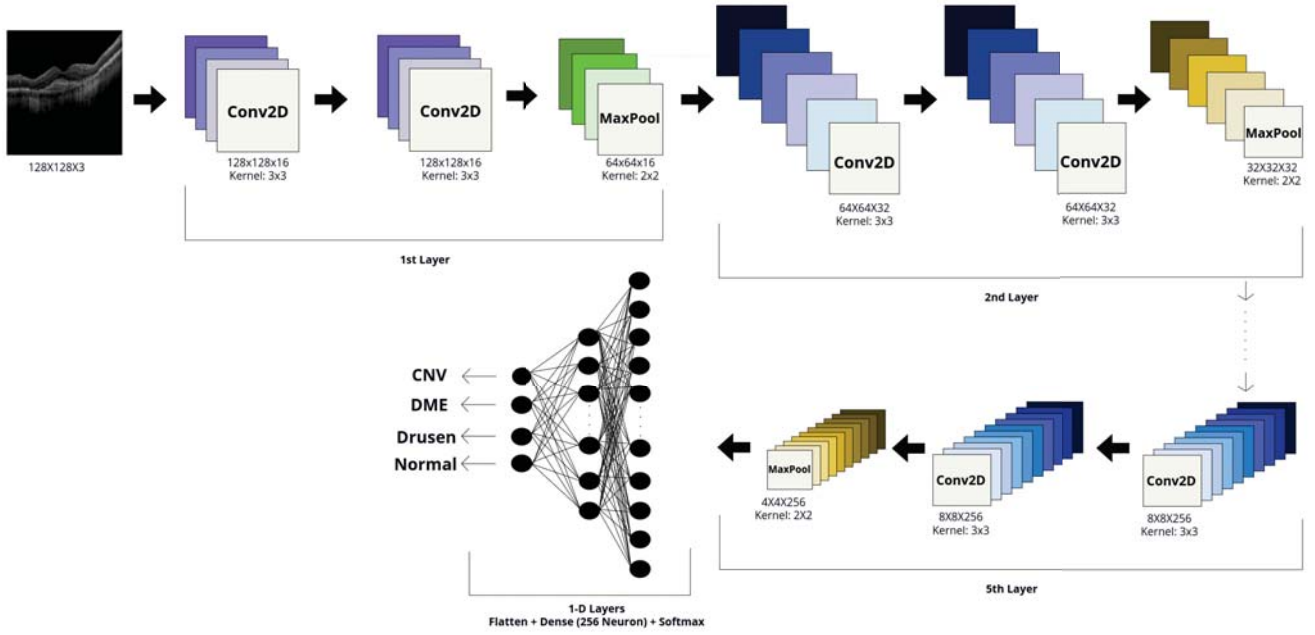 128X128X3
Conv2D
128x128x16
Kernel: 3x3
Conv2D
128x128x16
Kernel: 3x3
MaxPool
64x64x16
Kernel: 2x2
1st Layer
Conv2D
64X64X32
Kernel: 3x3
Conv2D
64X64X32
Kernel: 3x3
MaxPool
32X32X32
Kernel: 2X2
2nd Layer
Conv2D
8X8X256
Kernel: 3x3
Conv2D
8X8X256
Kernel: 3x3
MaxPool
4X4X256
Kernel: 2X2
5th Layer
CNV
DME
Drusen
Normal
1-D Layers
Flatten + Dense (256 Neuron) + Softmax